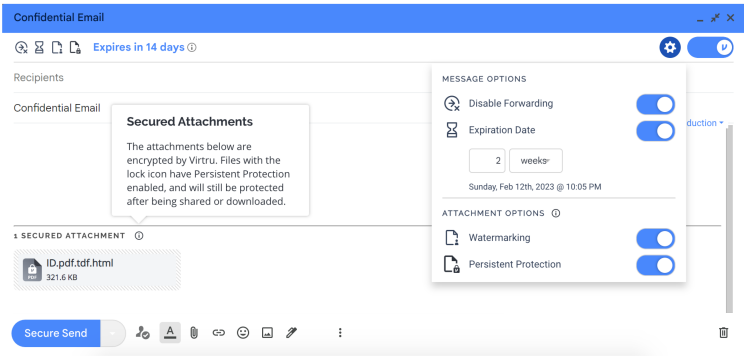 Confidential Email
Expires in 14 days
Recipients
MESSAGE OPTIONS
Disable Forwarding
Confidential Email
Secured Attachments
The attachments below are
encrypted by Virtru. Files with the
lock icon have Persistent Protection
enabled, and will still be protected
after being shared or downloaded.
duction
Expiration Date
2 weeks
Sunday, Feb 12th, 2023 @ 10:05 PM
ATTACHMENT OPTIONS
Watermarking
Persistent Protection
1 SECURED ATTACHMENT
ID.pdf.tdf.html
PDF
321.6 KB
Secure Send
A